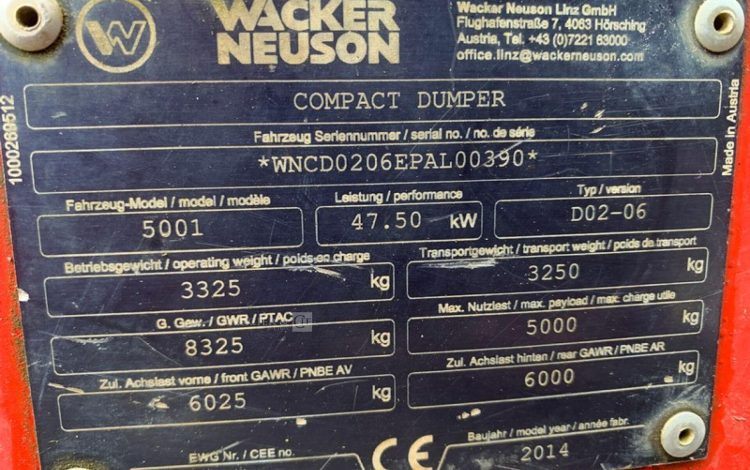 WACKER
NEUSON
Wacker Neuson Linz GmbH
Flughafenstraße 7, 4063 Hörsching
Austria, Tel. +43 (0)7221 63000
office.linz@wackerneuson.com
1000269512
Made in Austria
COMPACT DUMPER
Fahrzeug Seriennummer / serial no. / no. de série
*WNCD0206EPAL00390*
Fahrzeug-Model / model / modèle
5001
Leistung / performance
47.50 kW
Typ / version
D02-06
Betriebsgewicht / operating weight / poids en charge
3325 kg
Transportgewicht / transport weight / poids de transport
3250 kg
G. Gew. / GWR / PTAC
8325 kg
Max. Nutzlast / max. payload / max. charge utile
5000 kg
Zul. Achslast vorne / front GAWR / PNBE AV
6025 kg
Zul. Achslast hinten / rear GAWR / PNBE AR
6000 kg
EWG Nr. / CEE no.
CE
Baujahr / model year / année fabr.
2014